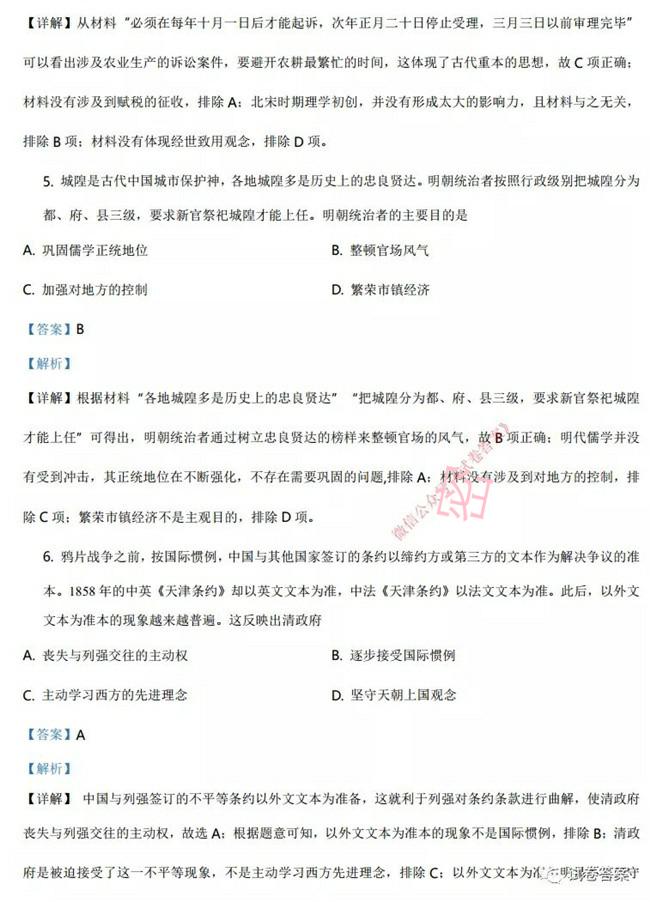 【详解】从材料“必须在每年十月一日后才能起诉，次年正月二十日停止受理，三月三日以前审理完毕”
可以看出涉及农业生产的诉讼案件，要避开农耕最繁忙的时间，这体现了古代重本的思想，故 C 项正确；
材料没有涉及到赋税的征收，排除 A；北宋时期理学初创，并没有形成太大的影响力，且材料与之无关，
排除 B 项；材料没有体现经世致用观念，排除 D 项。
5. 城隍是古代中国城市保护神，各地城隍多是历史上的忠良贤达。明朝统治者按照行政级别把城隍分为
都、府、县三级，要求新官祭祀城隍才能上任。明朝统治者的主要目的是
A. 巩固儒学正统地位 B. 整顿官场风气
C. 加强对地方的控制 D. 繁荣市镇经济
【答案】B
【解析】
【详解】根据材料“各地城隍多是历史上的忠良贤达”“把城隍分为都、府、县三级，要求新官祭祀城隍
才能上任”可得出，明朝统治者通过树立忠良贤达的榜样来整顿官场的风气，故 B 项正确；明代儒学并没
有受到冲击，其正统地位在不断强化，不存在需要巩固的问题,排除 A；材料没有涉及到对地方的控制，排
除 C 项；繁荣市镇经济不是主观目的，排除 D 项。
6. 鸦片战争之前，按国际惯例，中国与其他国家签订的条约以缔约方或第三方的文本作为解决争议的准
本。1858 年的中英《天津条约》却以英文文本为准，中法《天津条约》以法文文本为准。此后，以外文
文本为准本的现象越来越普遍。这反映出清政府
A. 丧失与列强交往的主动权 B. 逐步接受国际惯例
C. 主动学习西方的先进理念 D. 坚守天朝上国观念
【答案】A
【解析】
【详解】 中国与列强签订的不平等条约以外文文本为准备，这就利于列强对条约条款进行曲解，使清政府
丧失与列强交往的主动权，故选 A；根据题意可知，以外文文本为准本的现象不是国际惯例，排除 B；清政
府是被迫接受了这一不平等现象，不是主动学习西方先进理念，排除 C；以外文文本为准
试卷答案
微信公众号《试卷答案》